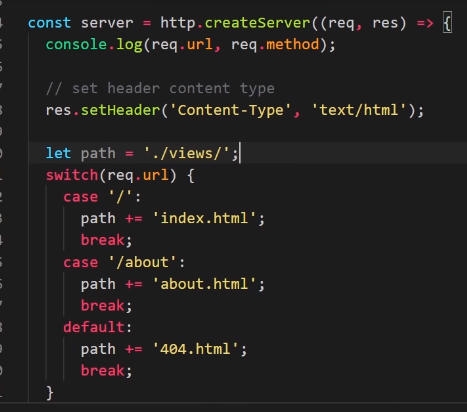 const server = http.createServer((req, res) => {
console.log(req.url, req.method);
// set header content type
res.setHeader('Content-Type', 'text/html');
let path = './views/';
switch(req.url) {
case '/':
path += 'index.html';
break;
case '/about':
path += 'about.html';
break;
default:
path += '404.html';
break;
}